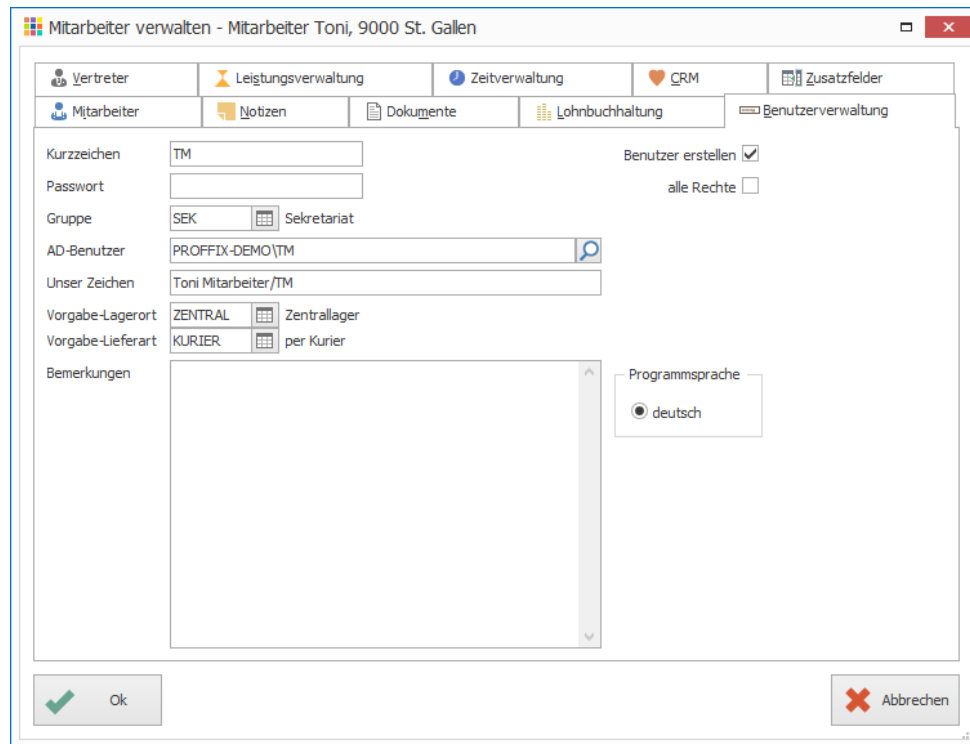 Mitarbeiter verwalten - Mitarbeiter Toni, 9000 St. Gallen
Vertreter Leistungsverwaltung Zeitverwaltung CRM Zusatzfelder
Mitarbeiter Notizen Dokumente Lohnbuchhaltung Benutzerverwaltung
Kurzzeichen TM Benutzer erstellen
Passwort alle Rechte
Gruppe SEK Sekretariat
AD-Benutzer PROFFIX-DEMO\TM
Unser Zeichen Toni Mitarbeiter/TM
Vorgabe-Lagerort ZENTRAL Zentrallager
Vorgabe-Lieferart KURIER per Kurier
Bemerkungen Programmsprache
deutsch
Ok Abbrechen